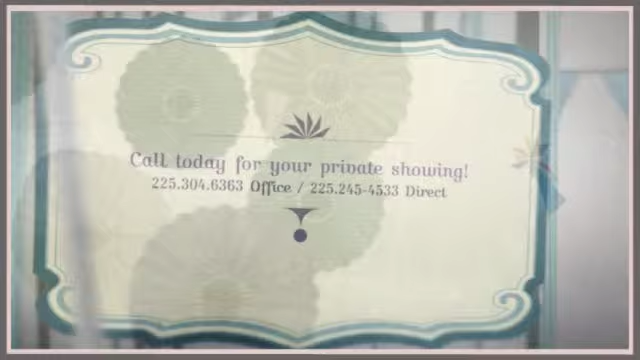 Call today for your private showing!
225.304.6363 Office / 225.245-4533 Direct